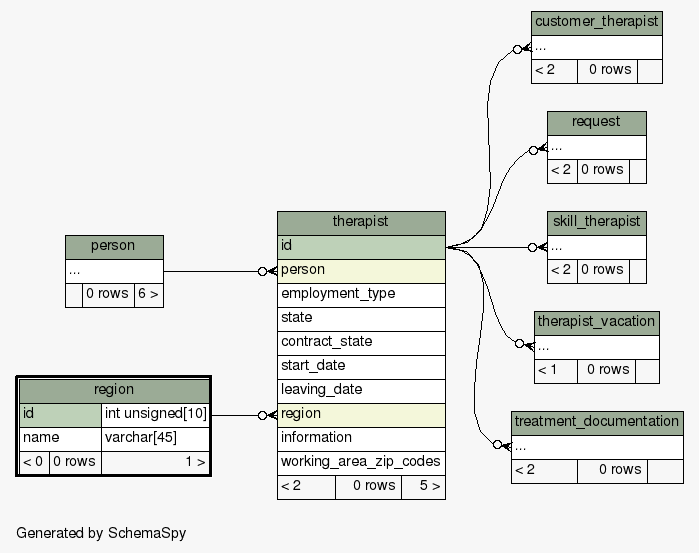 customer_therapist
...
< 2 0 rows
request
...
< 2 0 rows
skill_therapist
...
< 2 0 rows
therapist_vacation
...
< 1 0 rows
treatment_documentation
...
< 2 0 rows
person
...
0 rows 6 >
therapist
id
person
employment_type
state
contract_state
start_date
leaving_date
region
information
working_area_zip_codes
< 2 0 rows 5 >
region
id int unsigned[10]
name varchar[45]
< 0 0 rows 1 >
Generated by SchemaSpy